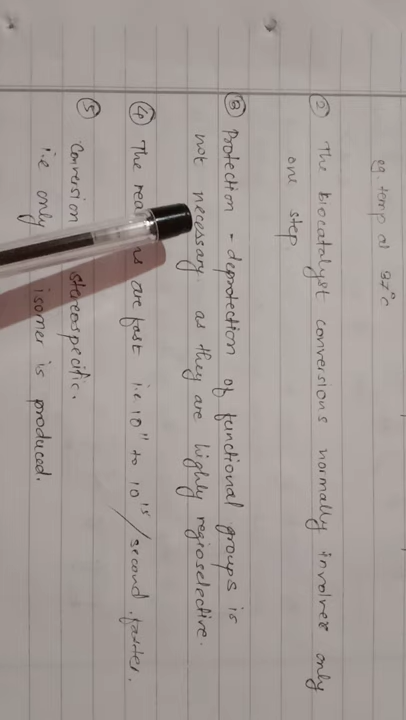 eg. temp at 37°c
② The biocatalyst conversions normally involves only
one step
③ Protection - deprotection of functional groups is
not necessary as they are highly regioselective.
④ The are fast i.e 10" to 10¹⁵/second faster.
⑤ Conversion stereospecific.
i.e only isomer is produced.